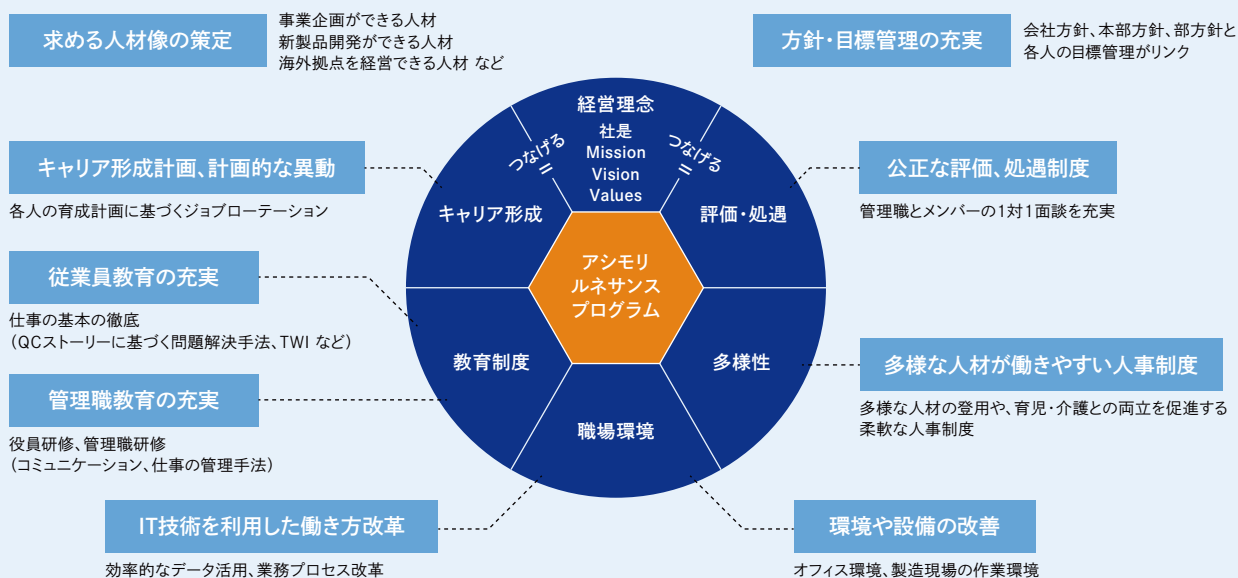 求める人材像の策定
事業企画ができる人材
新製品開発ができる人材
海外拠点を経営できる人材 など
方針・目標管理の充実
会社方針、本部方針、部方針と
各人の目標管理がリンク
経営理念
社是
Mission
Vision
Values
つなげる
=
つなげる
=
キャリア形成計画、計画的な異動
各人の育成計画に基づくジョブローテーション
キャリア形成
評価・処遇
公正な評価、処遇制度
管理職とメンバーの1対1面談を充実
アシモリ
ルネサンス
プログラム
従業員教育の充実
仕事の基本の徹底
(QCストーリーに基づく問題解決手法、TWI など)
教育制度
多様性
多様な人材が働きやすい人事制度
多様な人材の登用や、育児・介護との両立を促進する
柔軟な人事制度
管理職教育の充実
役員研修、管理職研修
(コミュニケーション、仕事の管理手法)
職場環境
IT技術を利用した働き方改革
効率的なデータ活用、業務プロセス改革
環境や設備の改善
オフィス環境、製造現場の作業環境